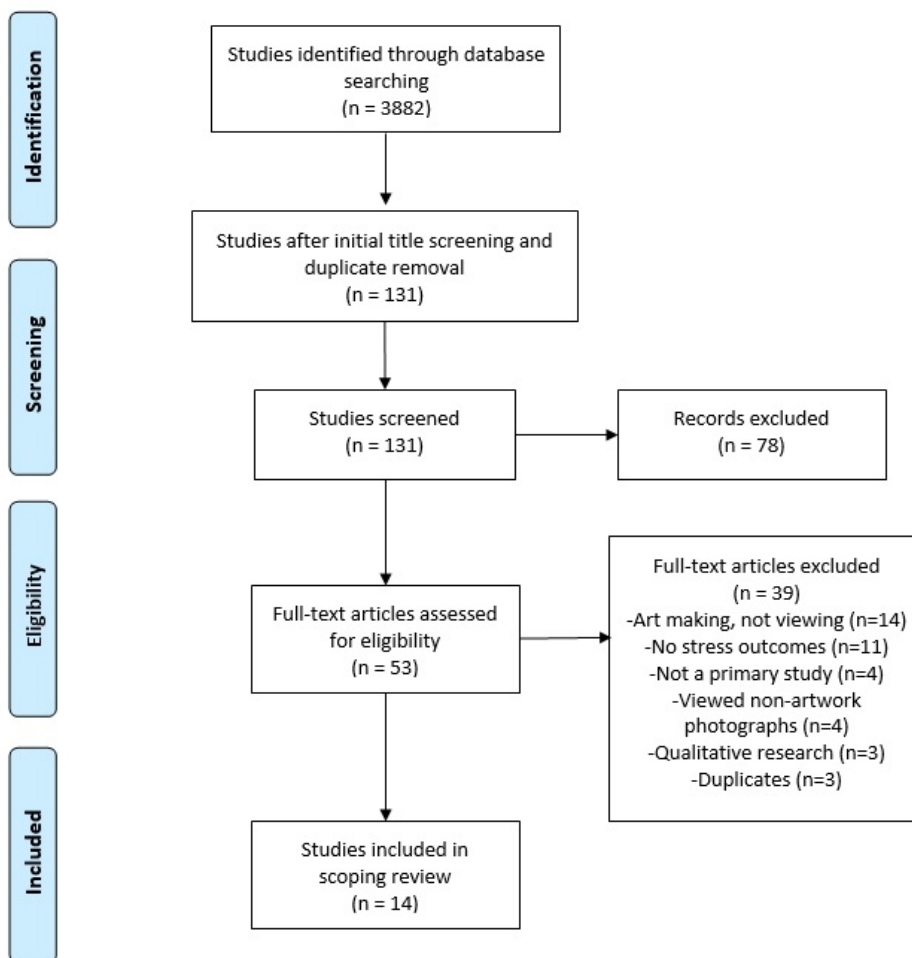 Identification
Studies identified through database
searching
(n = 3882)
Studies after initial title screening and
duplicate removal
(n = 131)
Screening
Studies screened
(n = 131)
Records excluded
(n = 78)
Eligibility
Full-text articles assessed
for eligibility
(n = 53)
Full-text articles excluded
(n = 39)
-Art making, not viewing (n=14)
-No stress outcomes (n=11)
-Not a primary study (n=4)
-Viewed non-artwork
photographs (n=4)
-Qualitative research (n=3)
-Duplicates (n=3)
Included
Studies included in
scoping review
(n = 14)